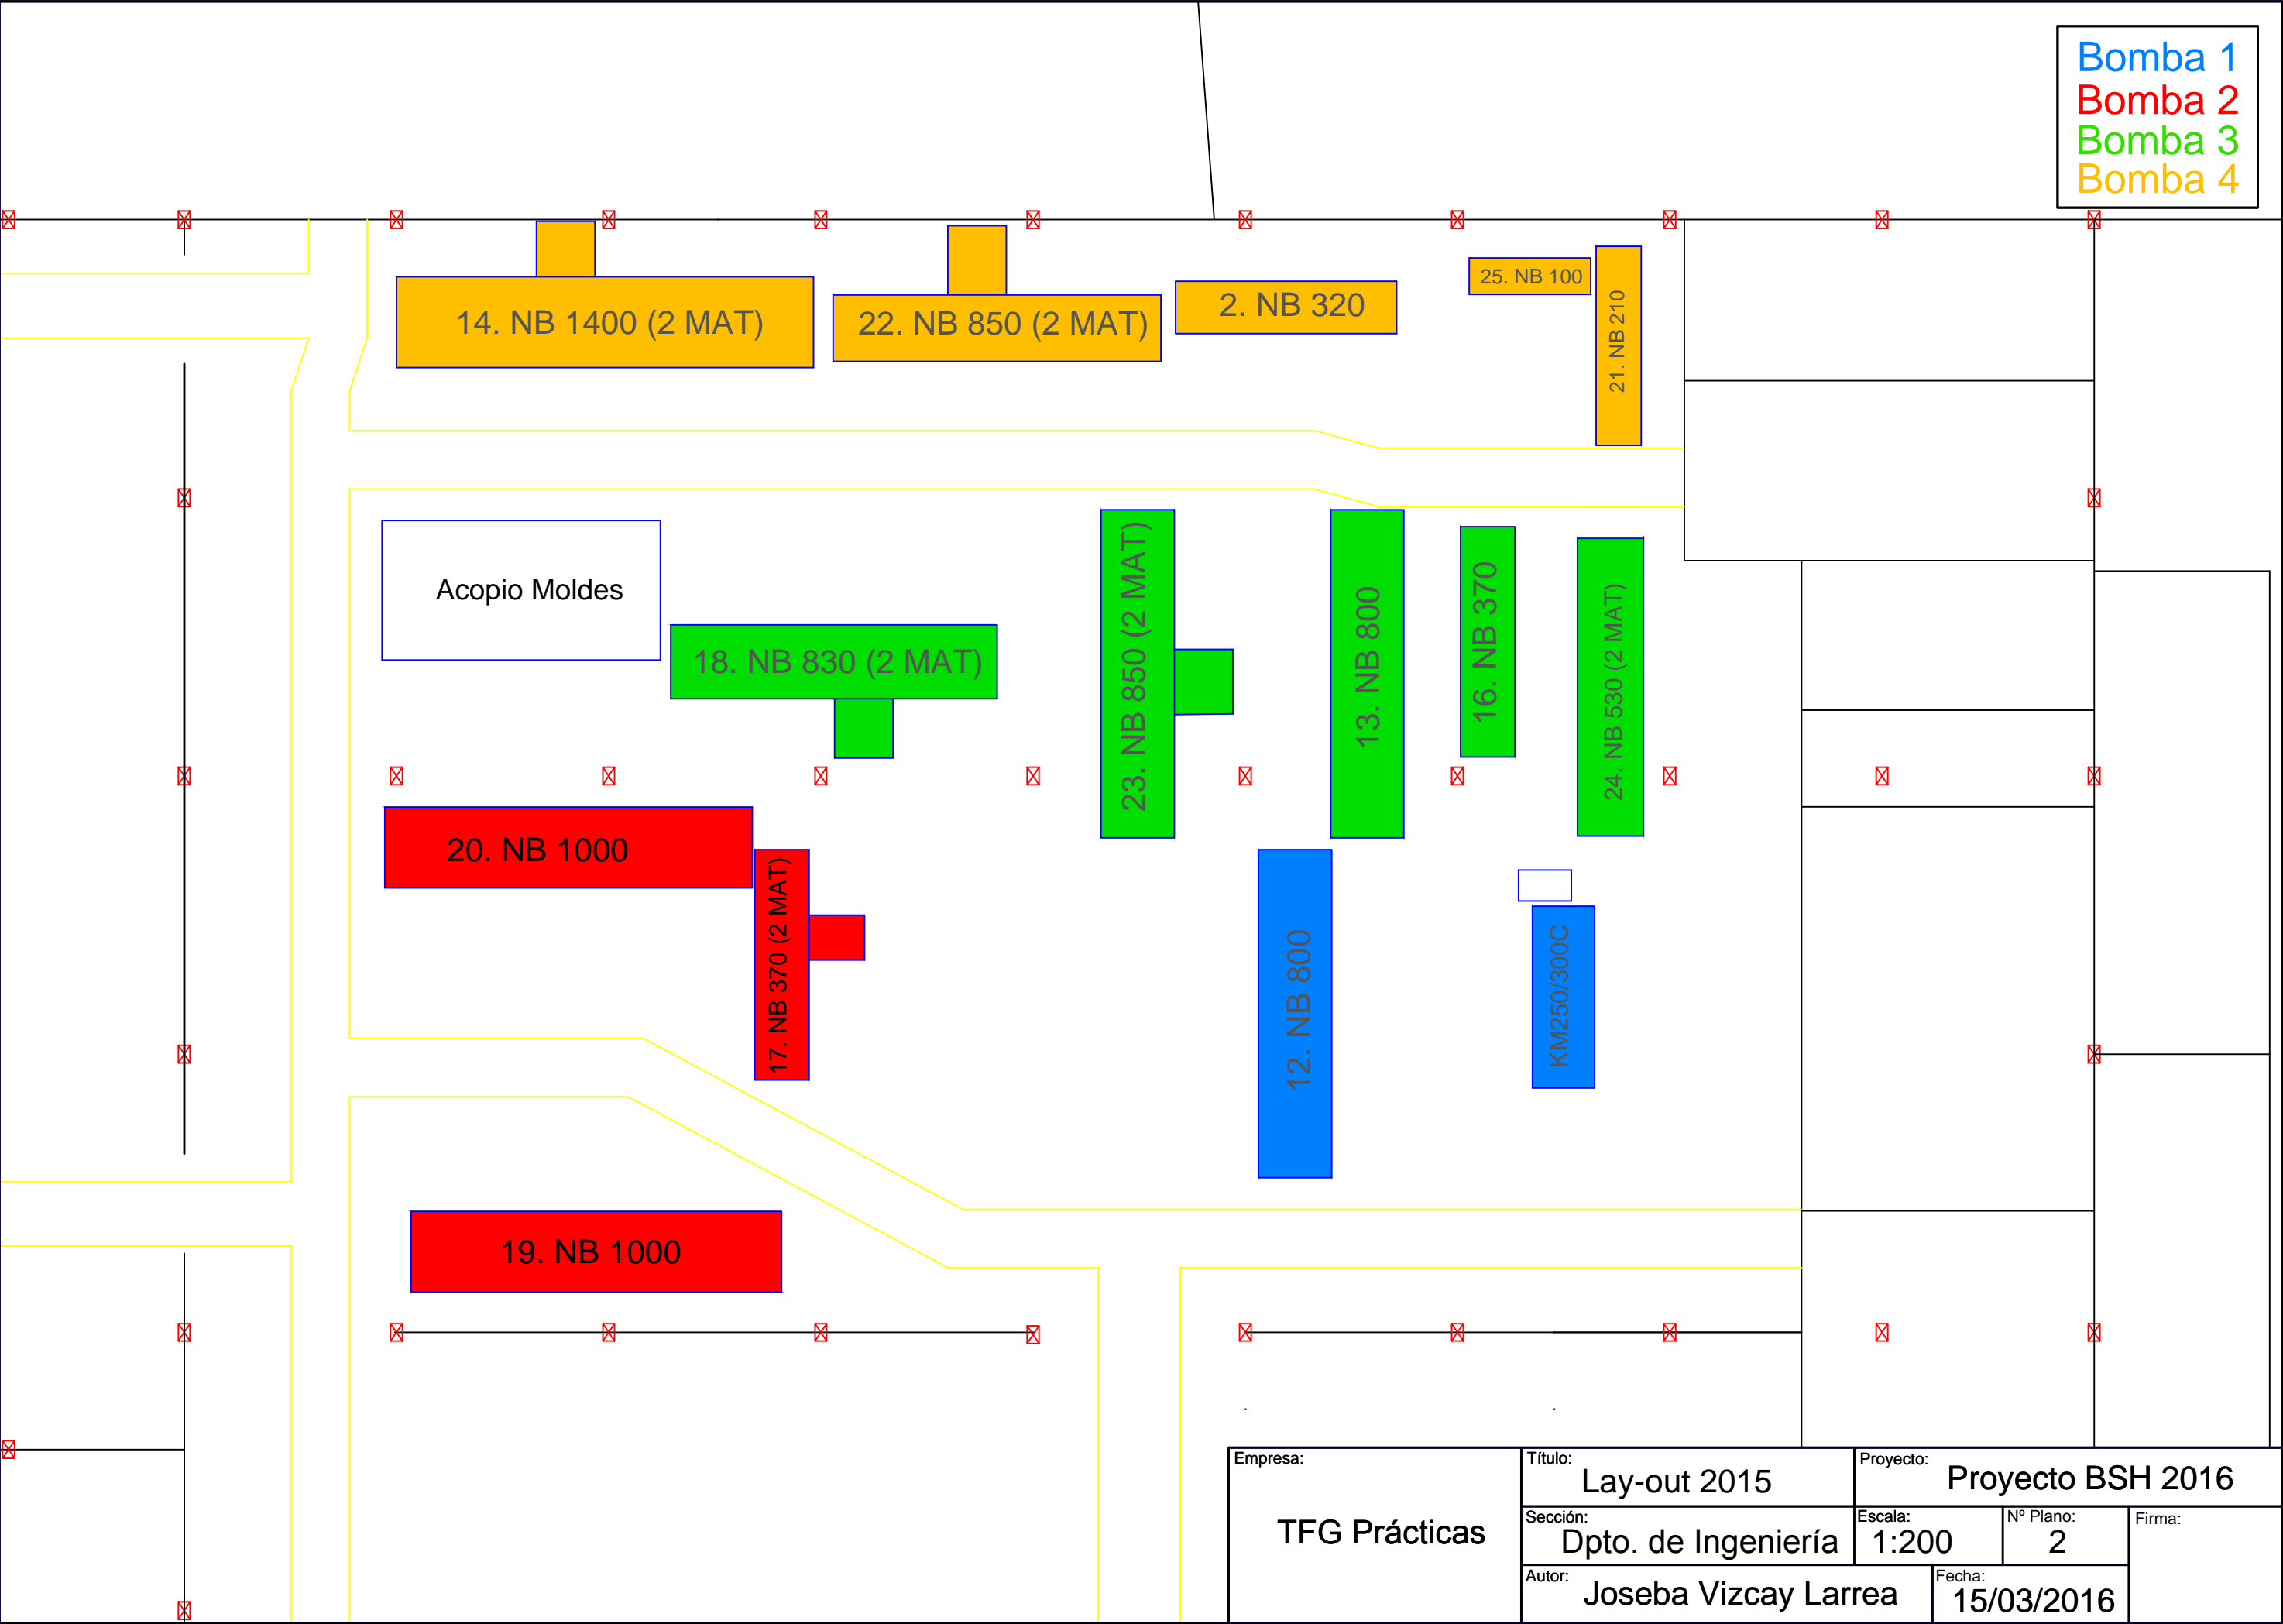 Bomba 1
Bomba 2
Bomba 3
Bomba 4
14. NB 1400 (2 MAT)
22. NB 850 (2 MAT)
2. NB 320
25. NB 100
21. NB 210
Acopio Moldes
18. NB 830 (2 MAT)
23. NB 850 (2 MAT)
13. NB 800
16. NB 370
24. NB 530 (2 MAT)
20. NB 1000
17. NB 370 (2 MAT)
12. NB 800
KM250/300C
19. NB 1000
Empresa:
TFG Prácticas
Título:
Lay-out 2015
Proyecto:
Proyecto BSH 2016
Sección:
Dpto. de Ingeniería
Escala:
1:200
Nº Plano:
2
Firma:
Autor:
Joseba Vizcay Larrea
Fecha:
15/03/2016